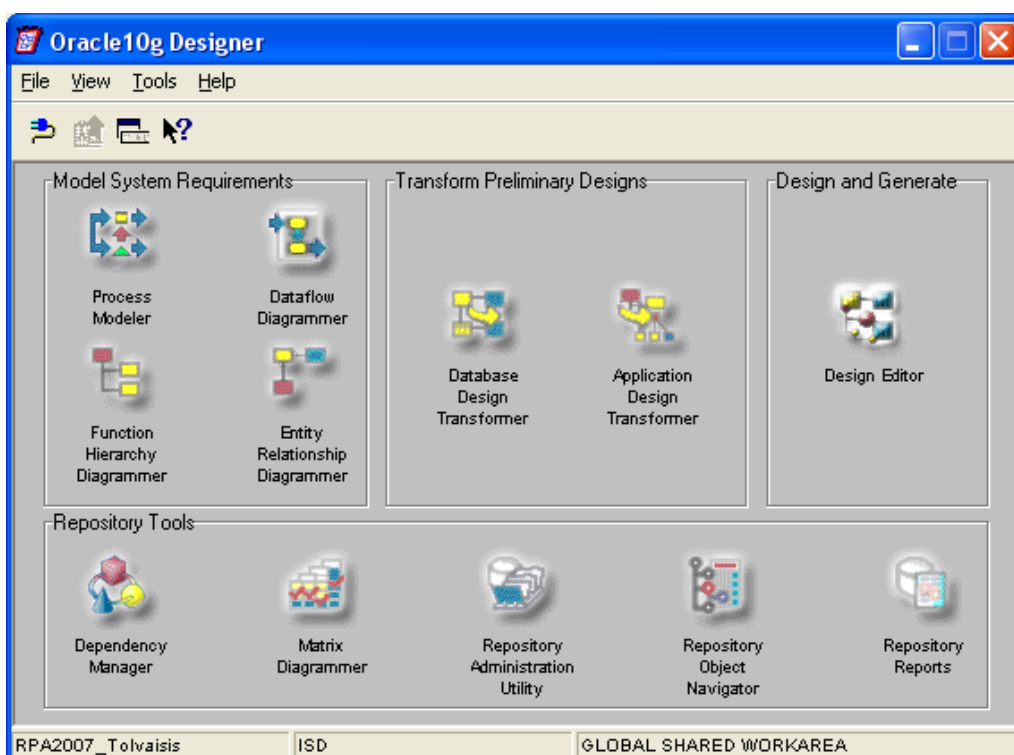 Oracle10g Designer
File View Tools Help
Model System Requirements
Process
Modeler
Dataflow
Diagrammer
Function
Hierarchy
Diagrammer
Entity
Relationship
Diagrammer
Transform Preliminary Designs
Database
Design
Transformer
Application
Design
Transformer
Design and Generate
Design Editor
Repository Tools
Dependency
Manager
Matrix
Diagrammer
Repository
Administration
Utility
Repository
Object
Navigator
Repository
Reports
RPA2007_Tolvaisis ISD GLOBAL SHARED WORKAREA